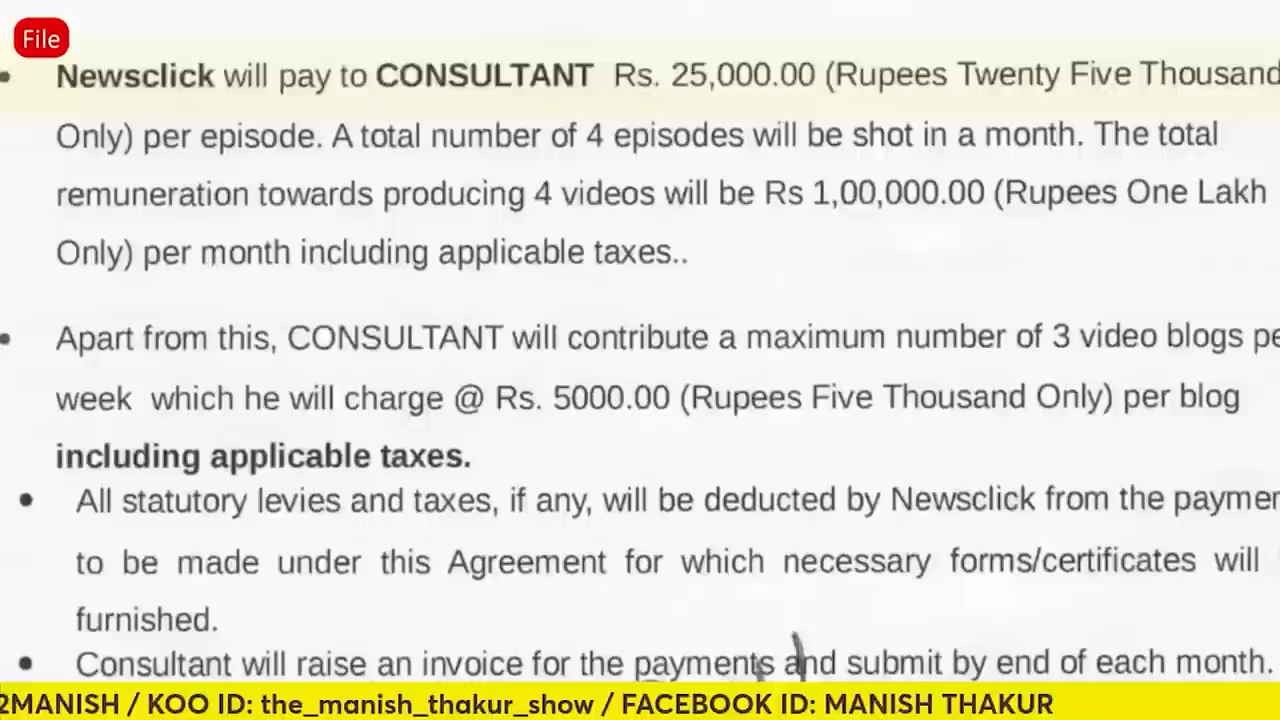 File
Newsclick will pay to CONSULTANT Rs. 25,000.00 (Rupees Twenty Five Thousand
Only) per episode. A total number of 4 episodes will be shot in a month. The total
remuneration towards producing 4 videos will be Rs 1,00,000.00 (Rupees One Lakh
Only) per month including applicable taxes..
Apart from this, CONSULTANT will contribute a maximum number of 3 video blogs pe
week which he will charge @ Rs. 5000.00 (Rupees Five Thousand Only) per blog
including applicable taxes.
All statutory levies and taxes, if any, will be deducted by Newsclick from the paymen
to be made under this Agreement for which necessary forms/certificates will
furnished.
Consultant will raise an invoice for the payments and submit by end of each month.
2MANISH / KOO ID: the_manish_thakur_show / FACEBOOK ID: MANISH THAKUR